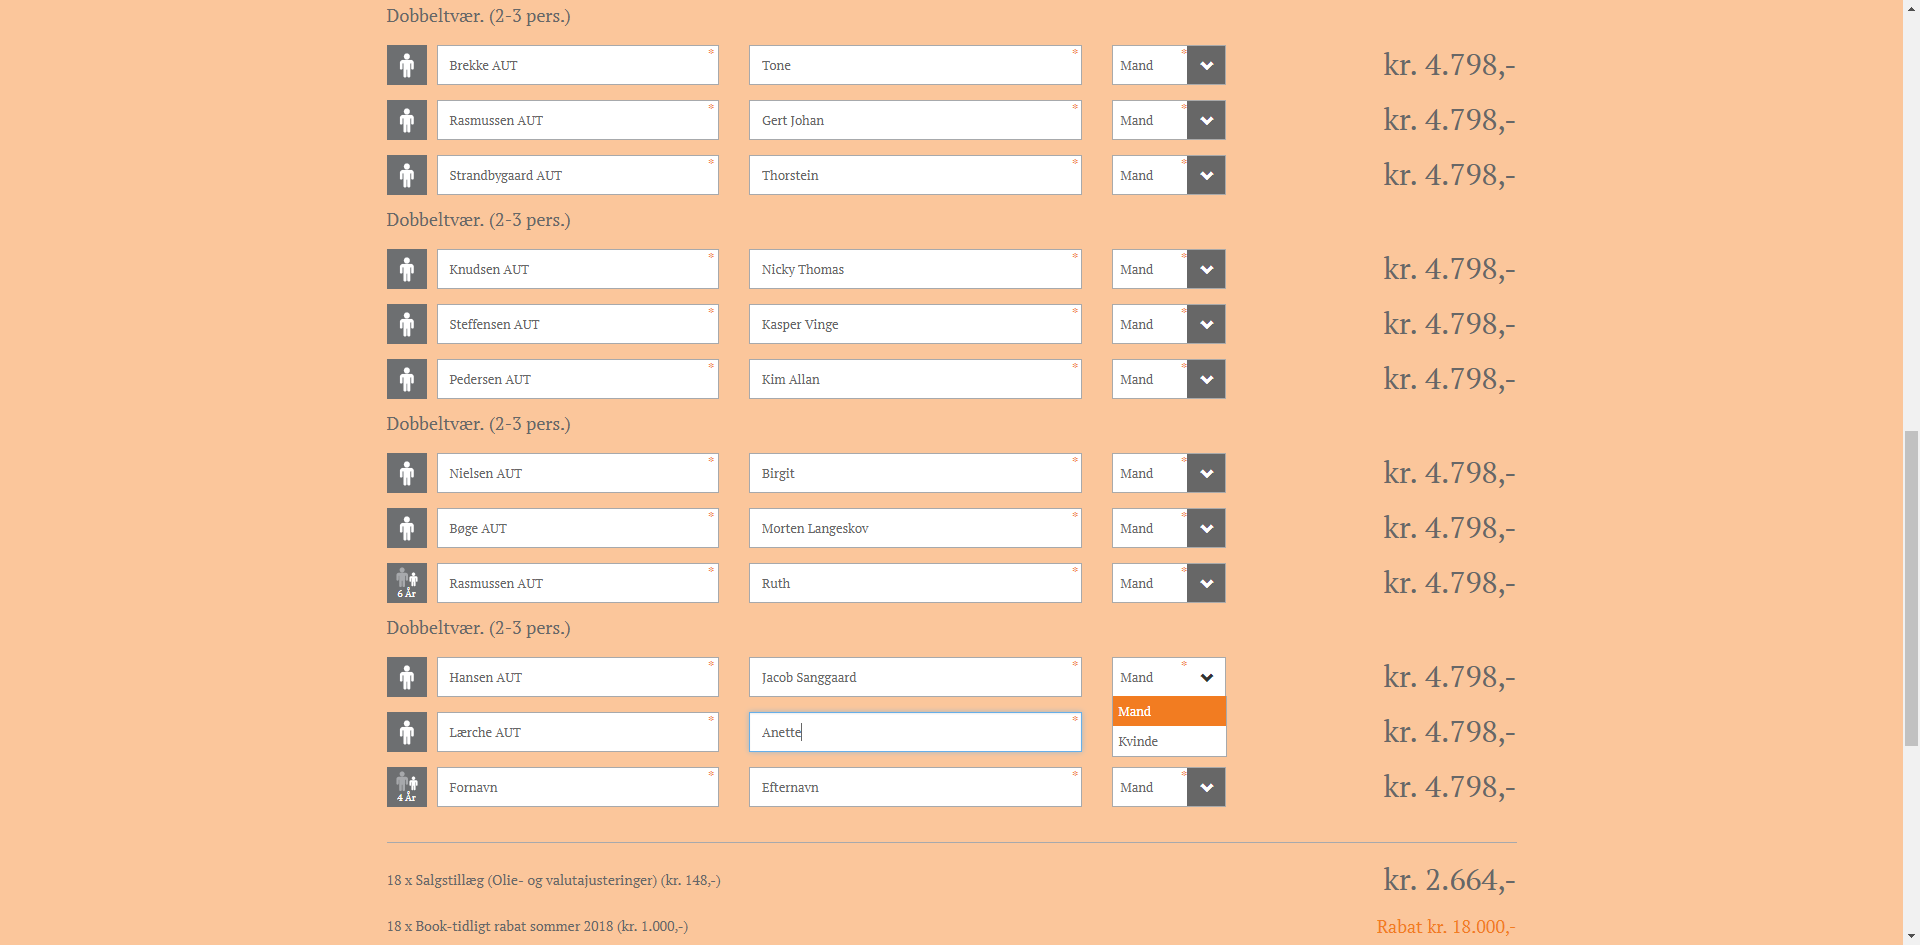 Dobbeltvær. (2-3 pers.)
Brekke AUT * Tone * Mand * kr. 4.798,-
Rasmussen AUT * Gert Johan * Mand * kr. 4.798,-
Strandbygaard AUT * Thorstein * Mand * kr. 4.798,-
Dobbeltvær. (2-3 pers.)
Knudsen AUT * Nicky Thomas * Mand * kr. 4.798,-
Steffensen AUT * Kasper Vinge * Mand * kr. 4.798,-
Pedersen AUT * Kim Allan * Mand * kr. 4.798,-
Dobbeltvær. (2-3 pers.)
Nielsen AUT * Birgit * Mand * kr. 4.798,-
Bøge AUT * Morten Langeskov * Mand * kr. 4.798,-
6 År Rasmussen AUT * Ruth * Mand * kr. 4.798,-
Dobbeltvær. (2-3 pers.)
Hansen AUT * Jacob Sanggaard * Mand * kr. 4.798,-
Mand
Lærche AUT * Anette * kr. 4.798,-
Kvinde
4 År Fornavn * Efternavn * Mand * kr. 4.798,-
18 x Salgstillæg (Olie- og valutajusteringer) (kr. 148,-) kr. 2.664,-
18 x Book-tidligt rabat sommer 2018 (kr. 1.000,-) Rabat kr. 18.000,-